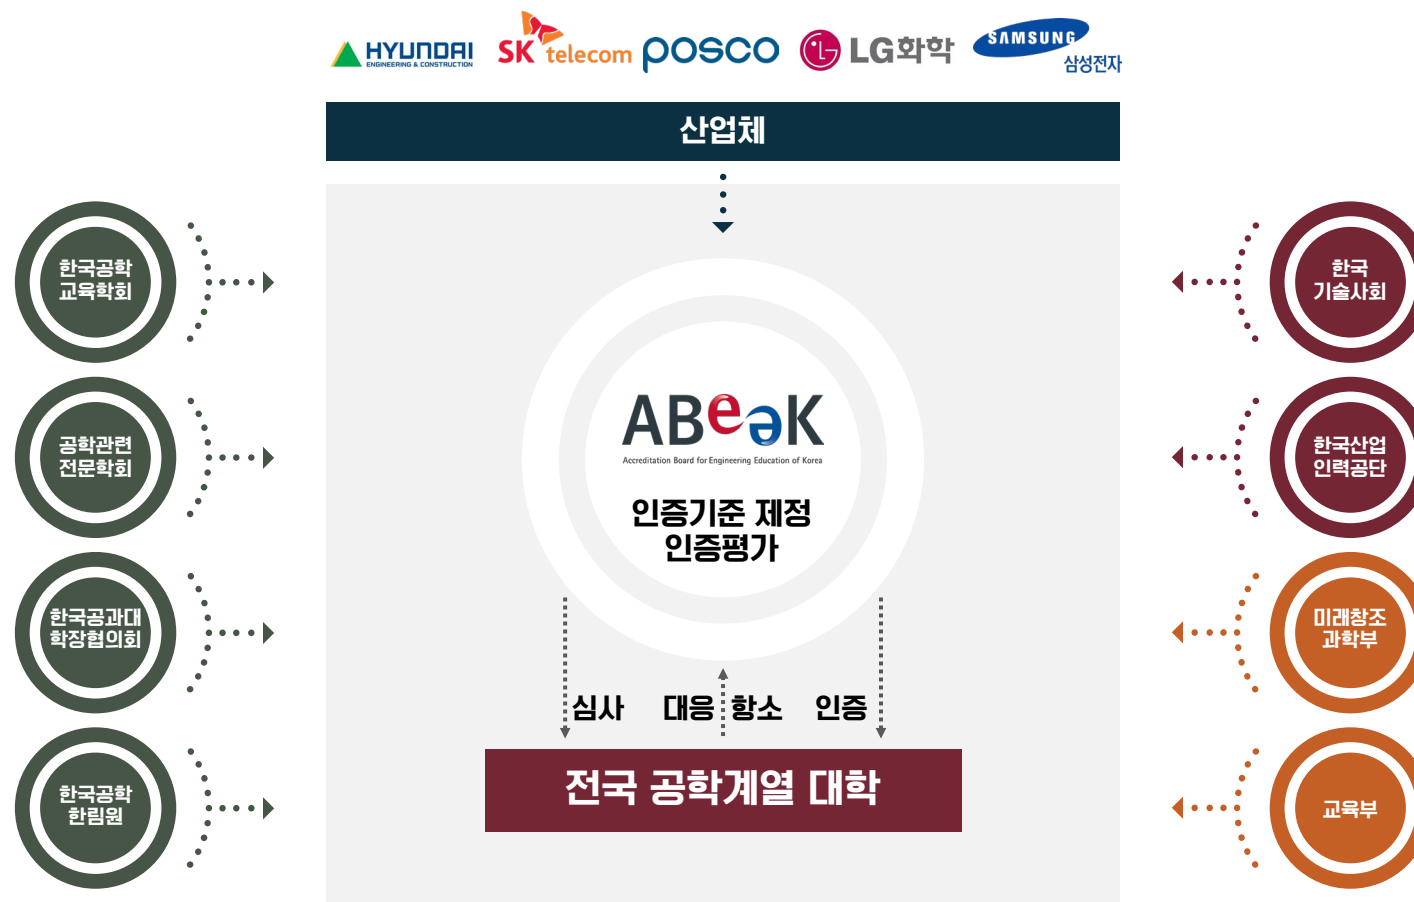 HYUNDAI
ENGINEERING & CONSTRUCTION
SK telecom
posco
LG화학
SAMSUNG
삼성전자
산업체
한국공학
교육학회
공학관련
전문학회
한국공과대
학장협의회
한국공학
한림원
ABeeK
Accreditation Board for Engineering Education of Korea
인증기준 제정
인증평가
심사 대응 항소 인증
전국 공학계열 대학
한국
기술사회
한국산업
인력공단
미래창조
과학부
교육부